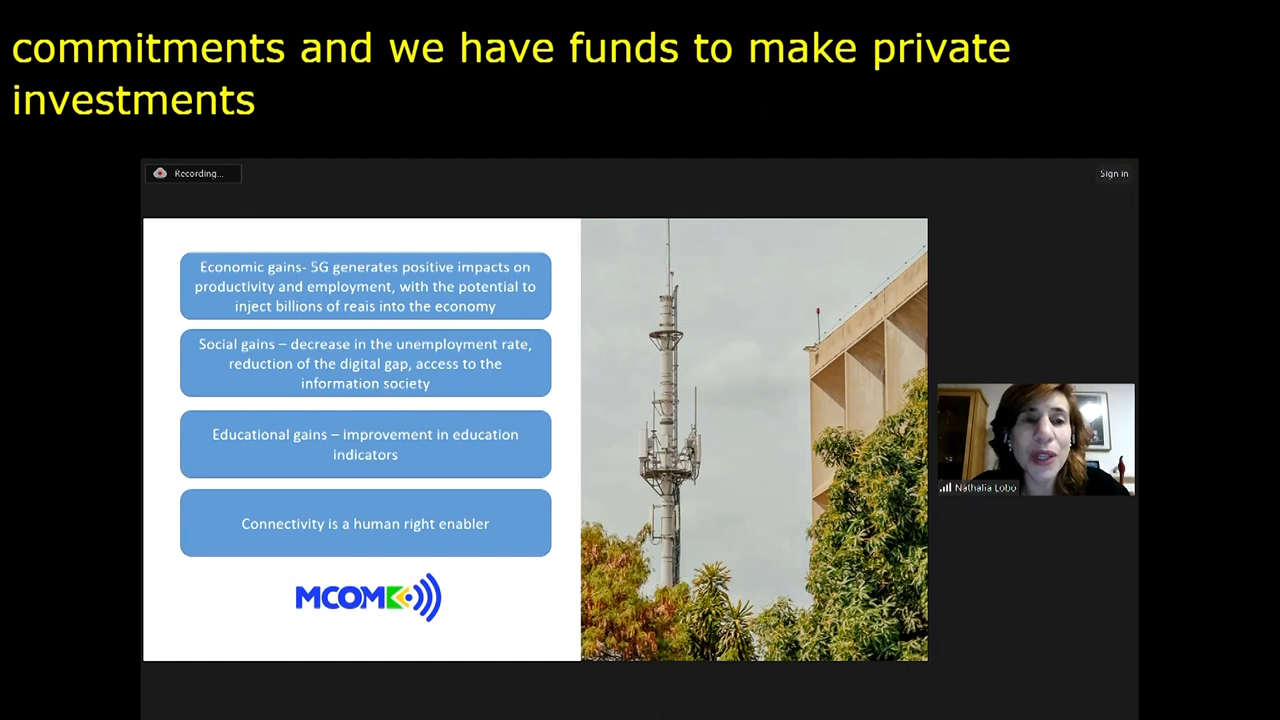 commitments and we have funds to make private
investments
Recording...
Sign in
Economic gains- 5G generates positive impacts on
productivity and employment, with the potential to
inject billions of reais into the economy
Social gains – decrease in the unemployment rate,
reduction of the digital gap, access to the
information society
Educational gains – improvement in education
indicators
Connectivity is a human right enabler
MCOM
Nathalia Lobo